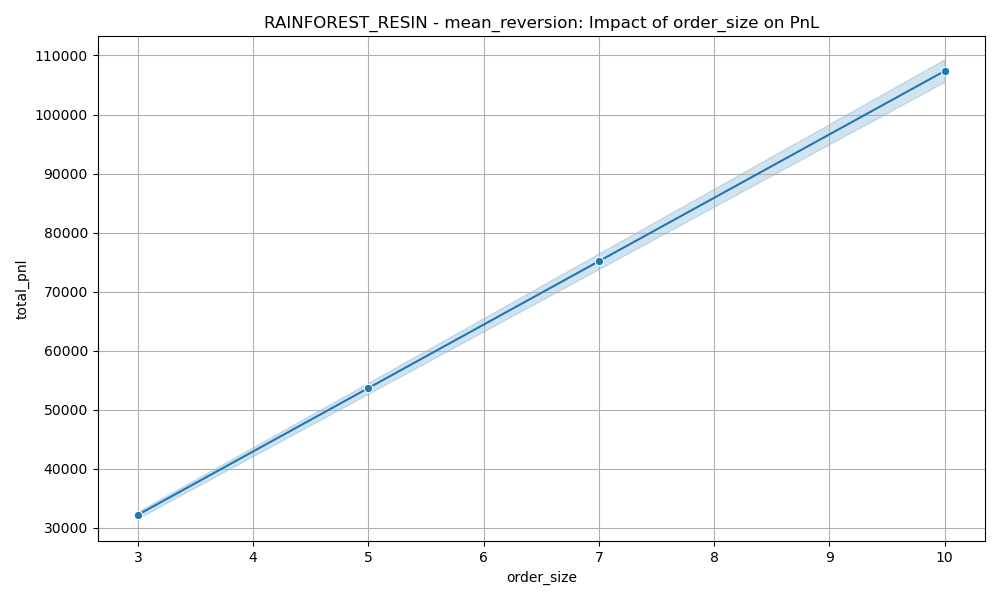 RAINFOREST_RESIN - mean_reversion: Impact of order_size on PnL
110000
100000
90000
80000
70000
60000
50000
40000
30000
total_pnl
3 4 5 6 7 8 9 10
order_size